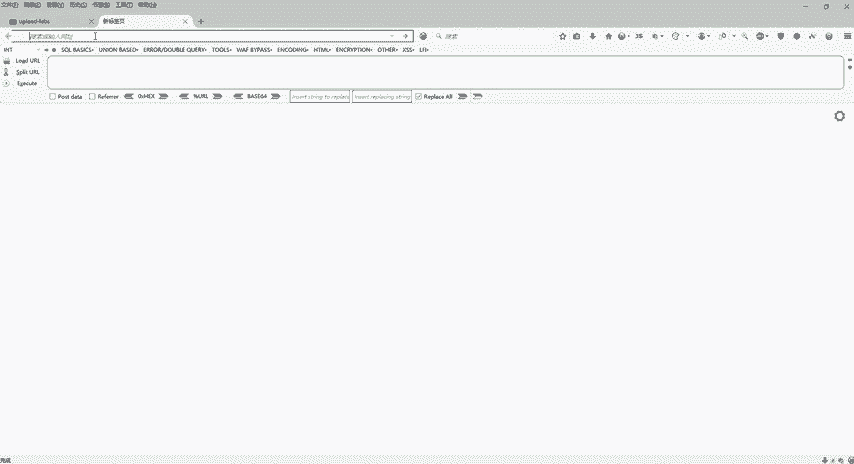 文件(F) 编辑(E) 查看(V) 历史(S) 书签(B) 工具(T) 帮助(H)
upload-labs 新标签页
搜索或输入网址 搜索
INT SQL BASICS UNION BASED ERROR/DOUBLE QUERY TOOLS WAF BYPASS ENCODING HTML ENCRYPTION OTHER XSS LFI
Load URL
Split URL
Execute
Post data Referrer 0xHEX %URL BASE64 Insert string to replace Insert replacing string Replace All
完成